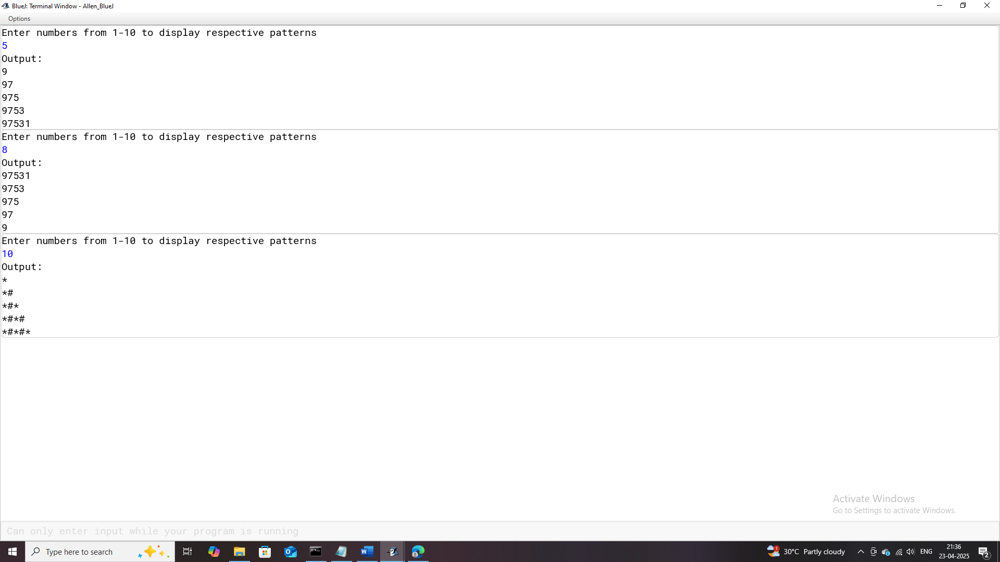 BlueJ: Terminal Window - Allen_BlueJ
Options
Enter numbers from 1-10 to display respective patterns
5
Output:
9
97
975
9753
97531
Enter numbers from 1-10 to display respective patterns
8
Output:
97531
9753
975
97
9
Enter numbers from 1-10 to display respective patterns
10
Output:
*
*#
*#*
*#*#
*#*#*
Activate Windows
Go to Settings to activate Windows.
Can only enter input while your program is running
Type here to search
30°C Partly cloudy
ENG
21:36
23-04-2025
2